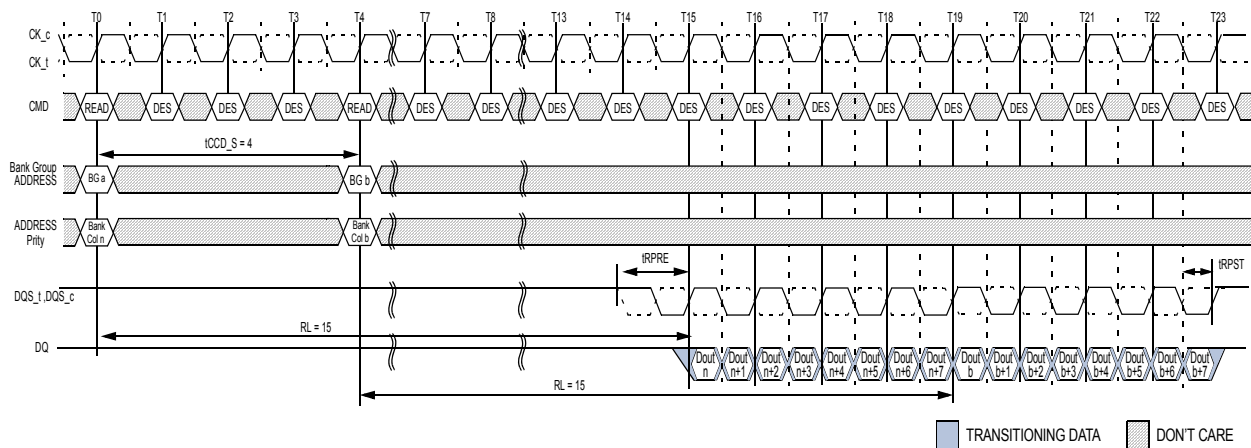 T0 T1 T2 T3 T4 T7 T8 T13 T14 T15 T16 T17 T18 T19 T20 T21 T22 T23
CK_c
CK_t
CMD READ DES DES DES READ DES DES DES DES DES DES DES DES DES DES DES DES DES
tCCD_S = 4
Bank Group
ADDRESS
BG a BG b
ADDRESS
Prity
Bank
Col n
Bank
Col b
tRPRE tRPST
DQS_t ,DQS_c
RL = 15
DQ
Dout
n
Dout
n+1
Dout
n+2
Dout
n+3
Dout
n+4
Dout
n+5
Dout
n+6
Dout
n+7
Dout
b
Dout
b+1
Dout
b+2
Dout
b+3
Dout
b+4
Dout
b+5
Dout
b+6
Dout
b+7
RL = 15
TRANSITIONING DATA DON'T CARE